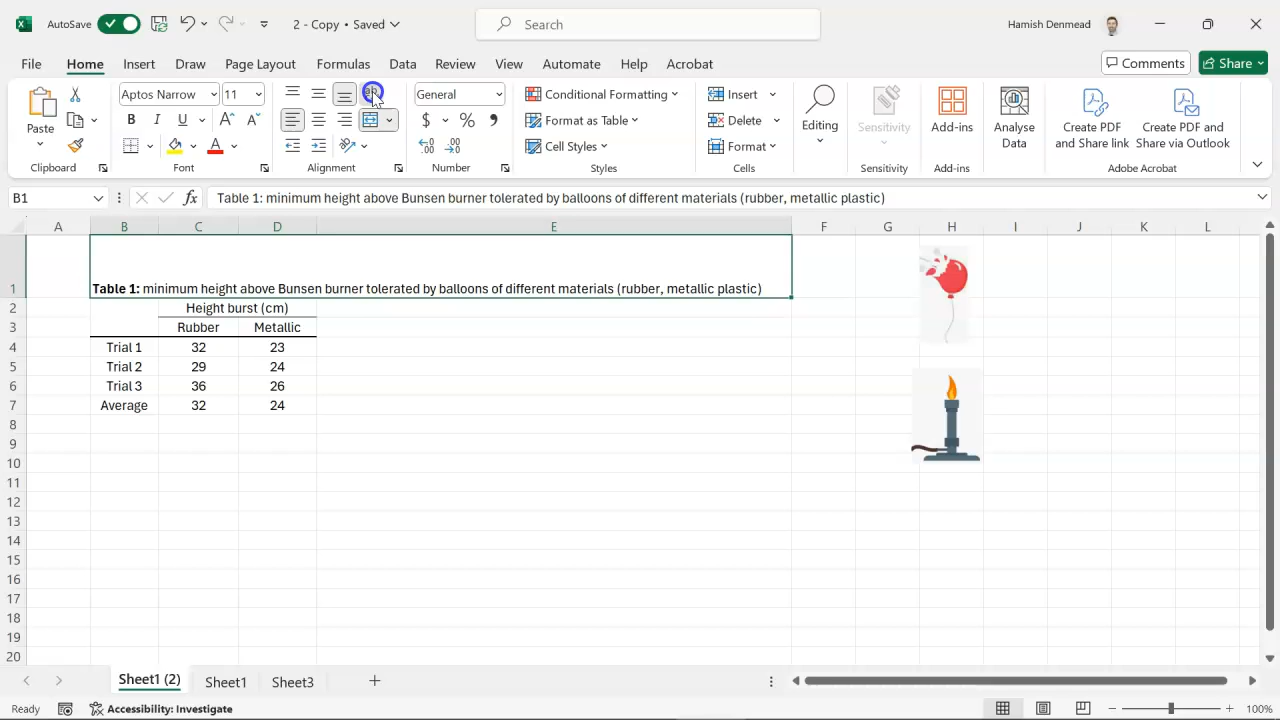 AutoSave
2 - Copy • Saved
Search
Hamish Denmead
File Home Insert Draw Page Layout Formulas Data Review View Automate Help Acrobat
Comments Share
Paste
Clipboard
Aptos Narrow 11
B I U A A
A
Font
Alignment
General
$ % ,
Number
Conditional Formatting
Format as Table
Cell Styles
Styles
Insert
Delete
Format
Cells
Editing
Sensitivity
Sensitivity
Add-ins
Add-ins
Analyse
Data
Create PDF
and Share link
Create PDF and
Share via Outlook
Adobe Acrobat
B1
fx Table 1: minimum height above Bunsen burner tolerated by balloons of different materials (rubber, metallic plastic)
A B C D E F G H I J K L
1 Table 1: minimum height above Bunsen burner tolerated by balloons of different materials (rubber, metallic plastic)
2 Height burst (cm)
3 Rubber Metallic
4 Trial 1 32 23
5 Trial 2 29 24
6 Trial 3 36 26
7 Average 32 24
8
9
10
11
12
13
14
15
16
17
18
19
20
Sheet1 (2) Sheet1 Sheet3
Ready Accessibility: Investigate 100%